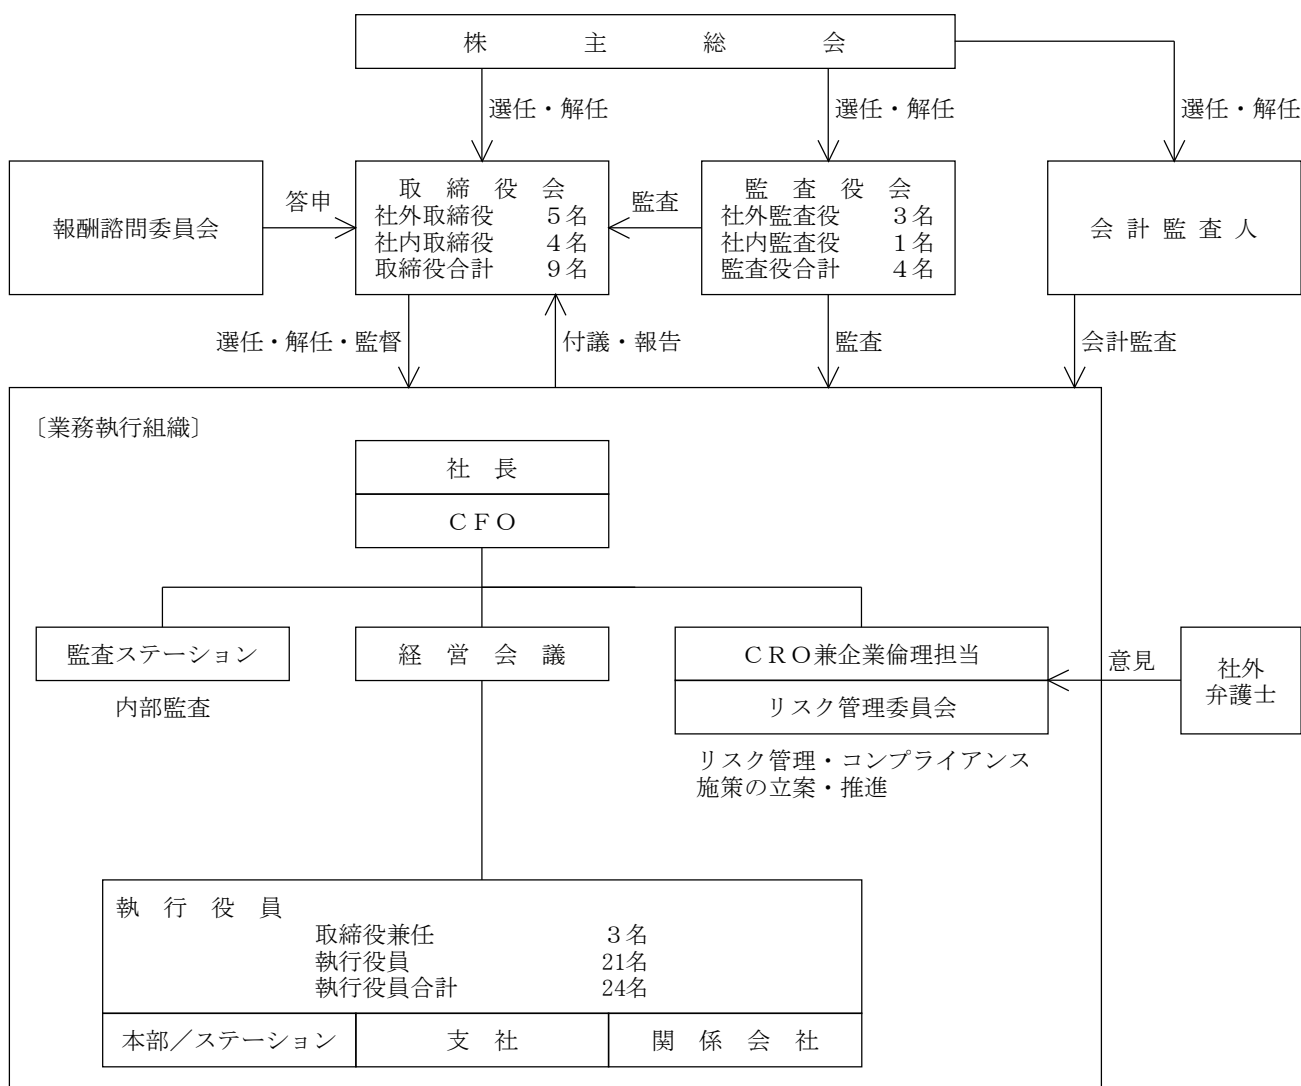 株主総会
選任・解任
選任・解任
選任・解任
報酬諮問委員会
答申
取締役会
社外取締役 5名
社内取締役 4名
取締役合計 9名
監査
監査役会
社外監査役 3名
社内監査役 1名
監査役合計 4名
会計監査人
選任・解任・監督
付議・報告
監査
会計監査
〔業務執行組織〕
社長
CFO
監査ステーション
内部監査
経営会議
CRO兼企業倫理担当
リスク管理委員会
リスク管理・コンプライアンス
施策の立案・推進
意見
社外
弁護士
執行役員
取締役兼任 3名
執行役員 21名
執行役員合計 24名
本部/ステーション
支社
関係会社